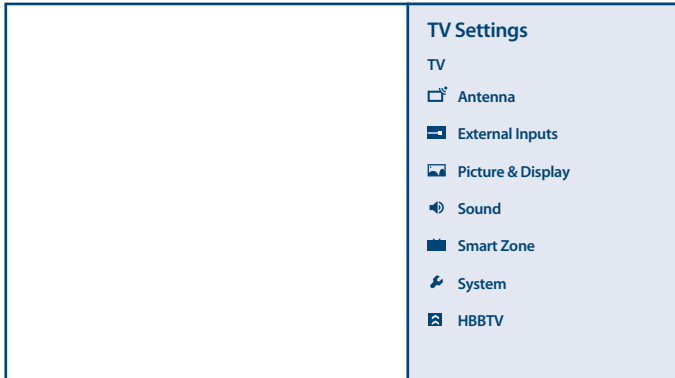 TV Settings
TV
Antenna
External Inputs
Picture & Display
Sound
Smart Zone
System
HBBTV